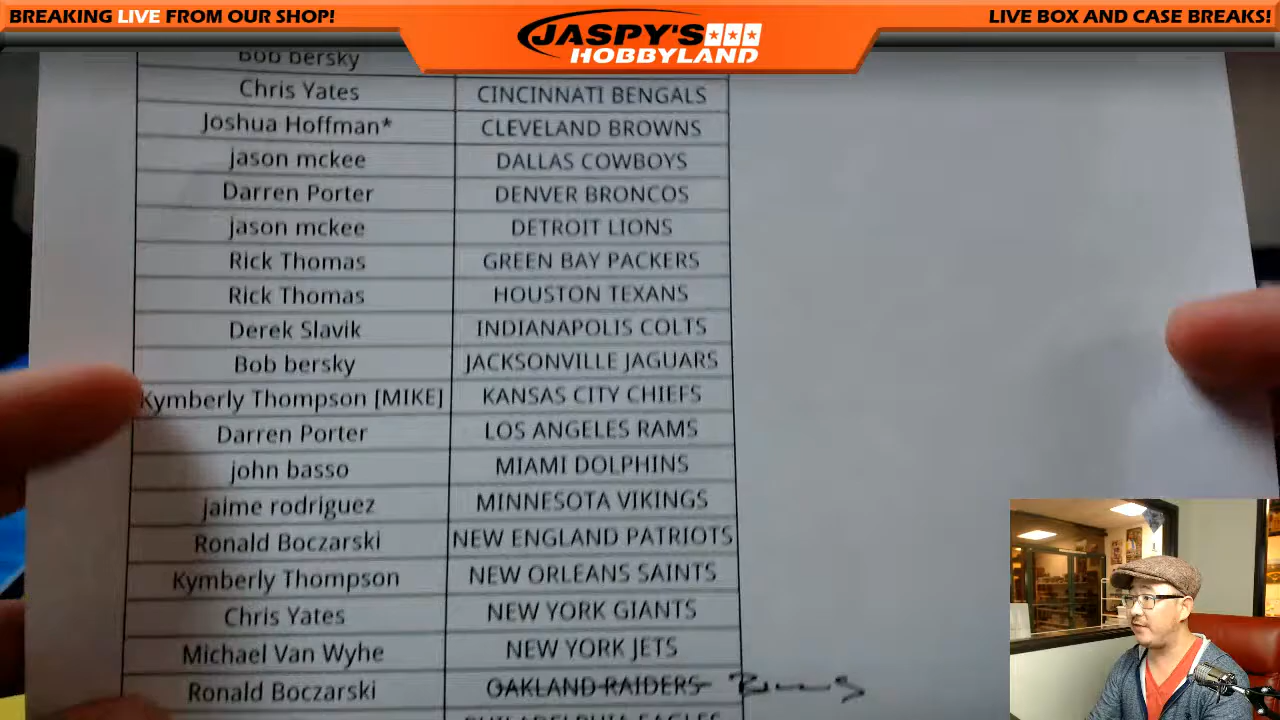 BREAKING LIVE FROM OUR SHOP!
JASPY'S
HOBBYLAND
LIVE BOX AND CASE BREAKS!
Bob bersky
Chris Yates CINCINNATI BENGALS
Joshua Hoffman* CLEVELAND BROWNS
jason mckee DALLAS COWBOYS
Darren Porter DENVER BRONCOS
jason mckee DETROIT LIONS
Rick Thomas GREEN BAY PACKERS
Rick Thomas HOUSTON TEXANS
Derek Slavik INDIANAPOLIS COLTS
Bob bersky JACKSONVILLE JAGUARS
Kymberly Thompson [MIKE] KANSAS CITY CHIEFS
Darren Porter LOS ANGELES RAMS
john basso MIAMI DOLPHINS
jaime rodriguez MINNESOTA VIKINGS
Ronald Boczarski NEW ENGLAND PATRIOTS
Kymberly Thompson NEW ORLEANS SAINTS
Chris Yates NEW YORK GIANTS
Michael Van Wyhe NEW YORK JETS
Ronald Boczarski OAKLAND RAIDERS
PHILADELPHIA EAGLES